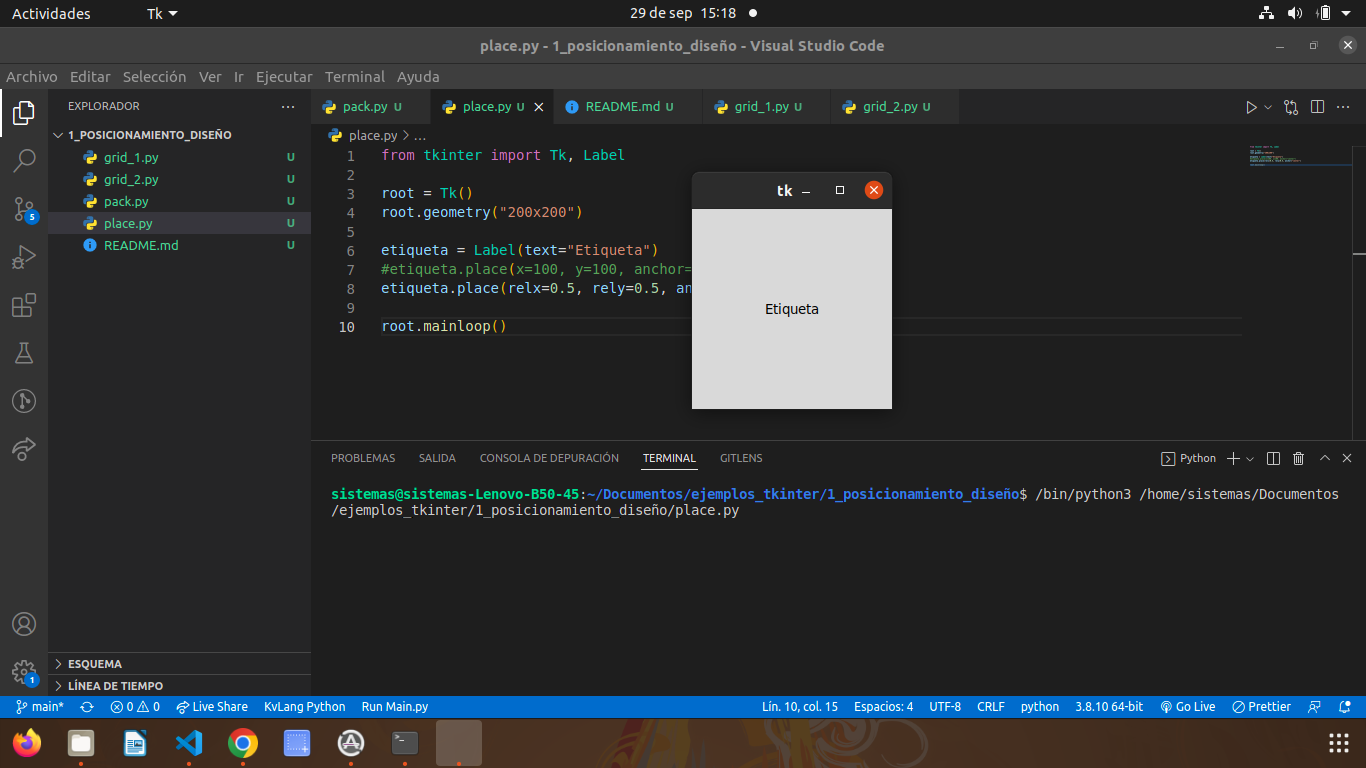 Actividades
Tk
29 de sep 15:18
place.py - 1_posicionamiento_diseño - Visual Studio Code
Archivo Editar Selección Ver Ir Ejecutar Terminal Ayuda
EXPLORADOR
1_POSICIONAMIENTO_DISEÑO
grid_1.py U
grid_2.py U
pack.py U
place.py U
README.md U
ESQUEMA
LÍNEA DE TIEMPO
5
1
pack.py U
place.py U
README.md U
grid_1.py U
grid_2.py U
place.py > ...
1 from tkinter import Tk, Label
2
3 root = Tk()
4 root.geometry("200x200")
5
6 etiqueta = Label(text="Etiqueta")
7 #etiqueta.place(x=100, y=100, anchor=
8 etiqueta.place(relx=0.5, rely=0.5, an
9
10 root.mainloop()
tk
Etiqueta
PROBLEMAS SALIDA CONSOLA DE DEPURACIÓN TERMINAL GITLENS
Python
sistemas@sistemas-Lenovo-B50-45:~/Documentos/ejemplos_tkinter/1_posicionamiento_diseño$ /bin/python3 /home/sistemas/Documentos
/ejemplos_tkinter/1_posicionamiento_diseño/place.py
main* 0 0 Live Share KvLang Python Run Main.py
Lín. 10, col. 15 Espacios: 4 UTF-8 CRLF python 3.8.10 64-bit Go Live Prettier